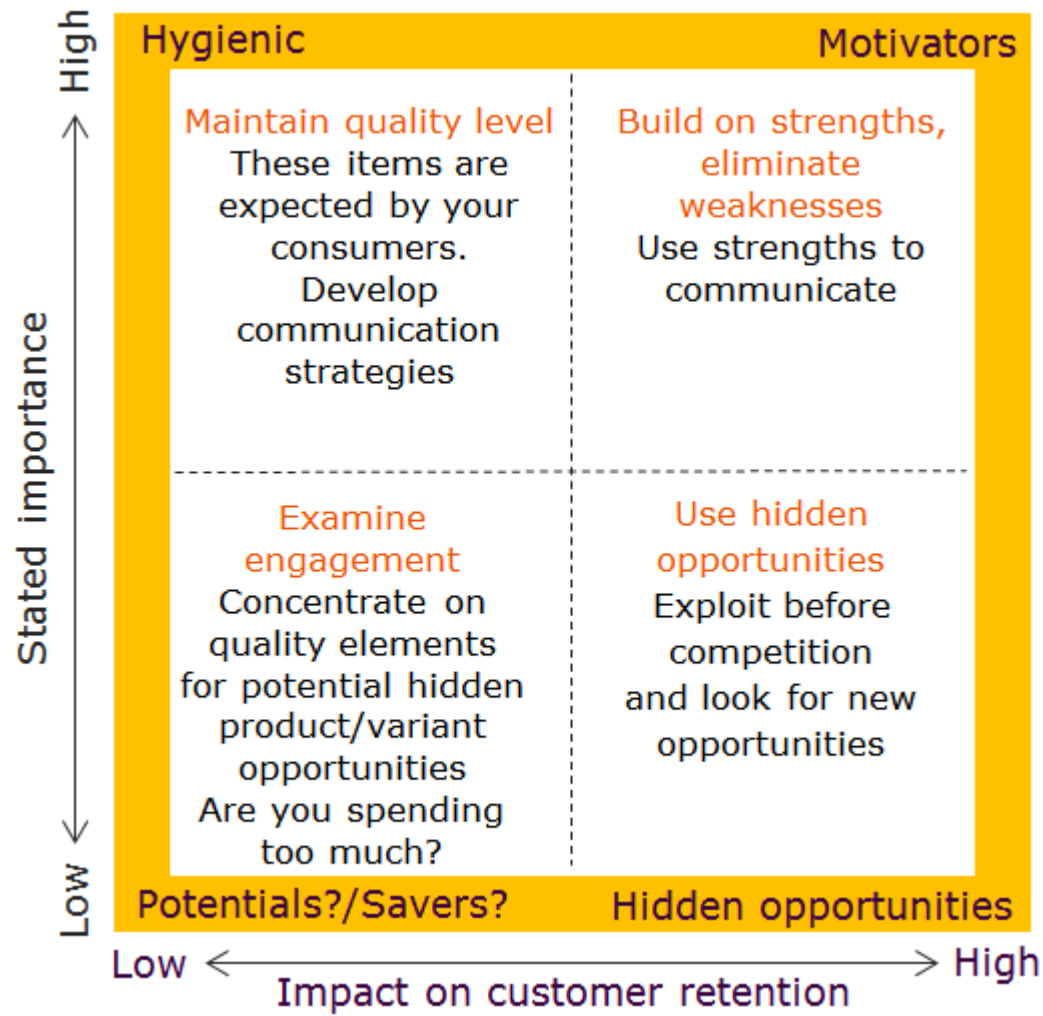 High
Stated importance
Low
Hygienic
Motivators
Maintain quality level
These items are
expected by your
consumers.
Develop
communication
strategies
Build on strengths,
eliminate
weaknesses
Use strengths to
communicate
Examine
engagement
Concentrate on
quality elements
for potential hidden
product/variant
opportunities
Are you spending
too much?
Use hidden
opportunities
Exploit before
competition
and look for new
opportunities
Potentials?/Savers?
Hidden opportunities
Low
High
Impact on customer retention